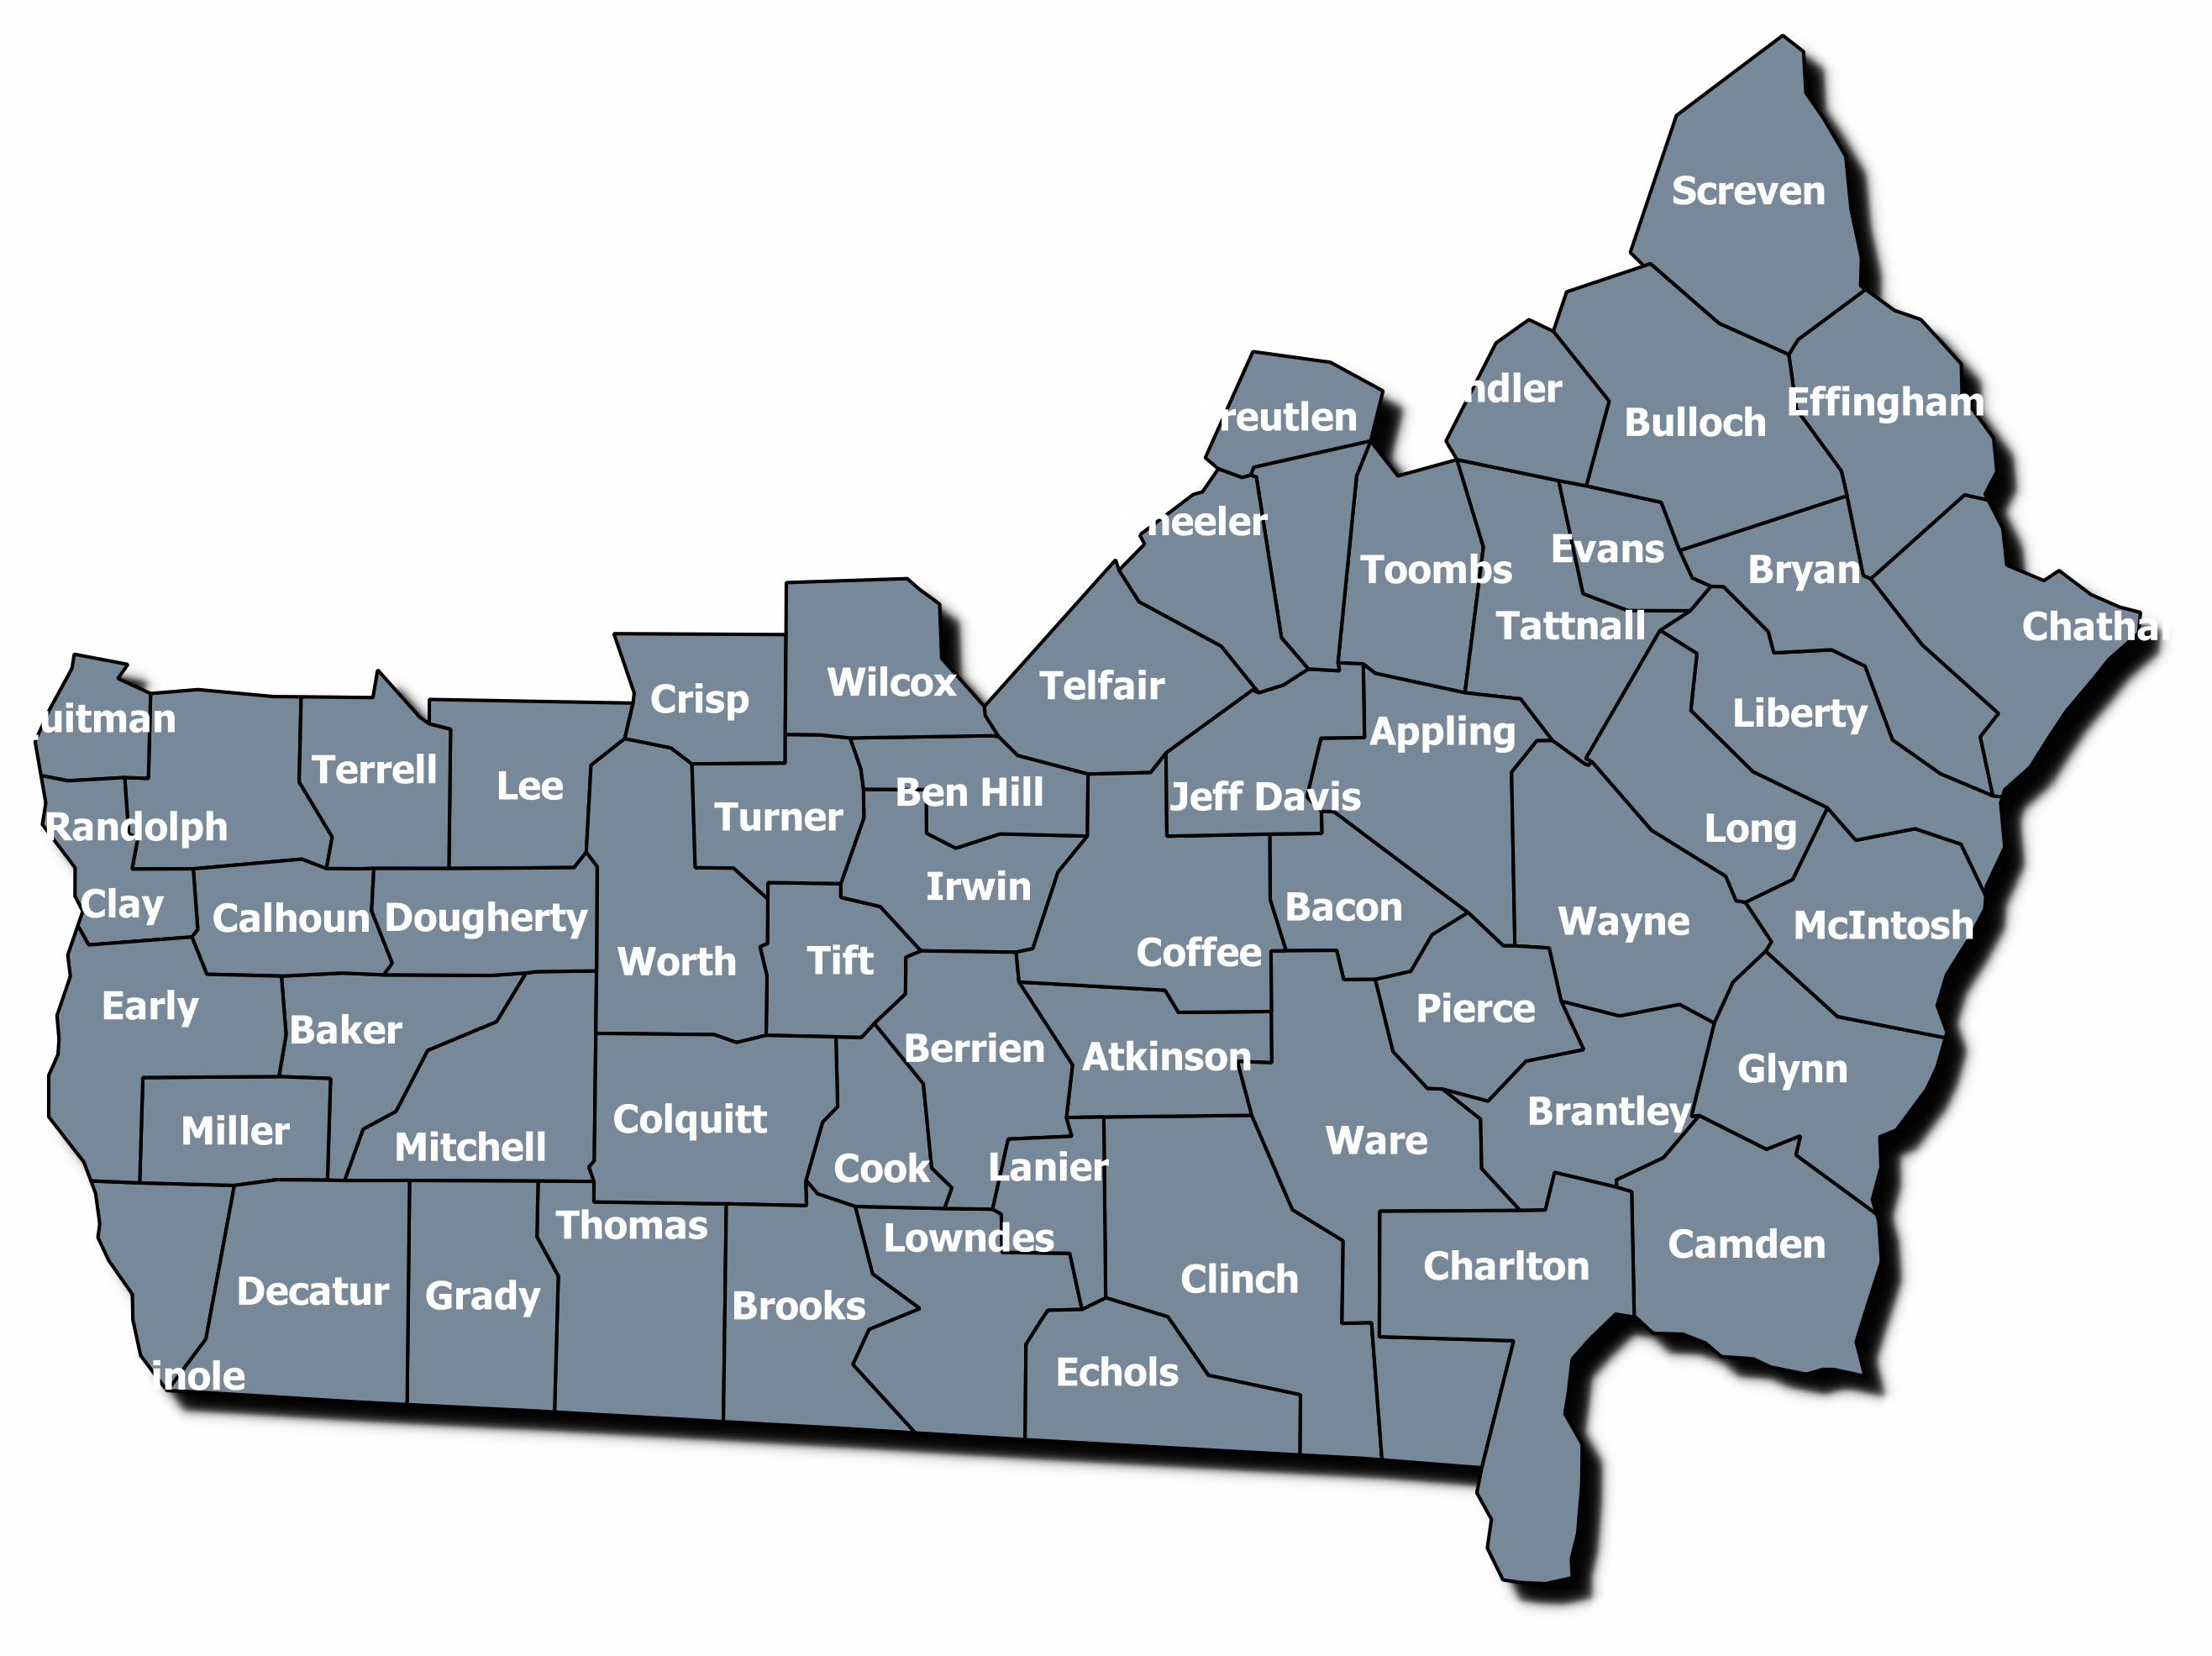 Screven
ndler
Effingham
reutlen
Bulloch
heeler
Evans
Toombs
Bryan
Tattnall
Chatham
Wilcox
Telfair
Crisp
Liberty
uitman
Appling
Terrell
Lee
Ben Hill
Jeff Davis
Turner
Randolph
Long
Irwin
Clay
Bacon
Calhoun
Dougherty
Wayne
McIntosh
Coffee
Worth
Tift
Early
Pierce
Baker
Berrien
Atkinson
Glynn
Brantley
Colquitt
Miller
Ware
Mitchell
Cook
Lanier
Thomas
Lowndes
Camden
Charlton
Clinch
Decatur
Grady
Brooks
Echols
inole